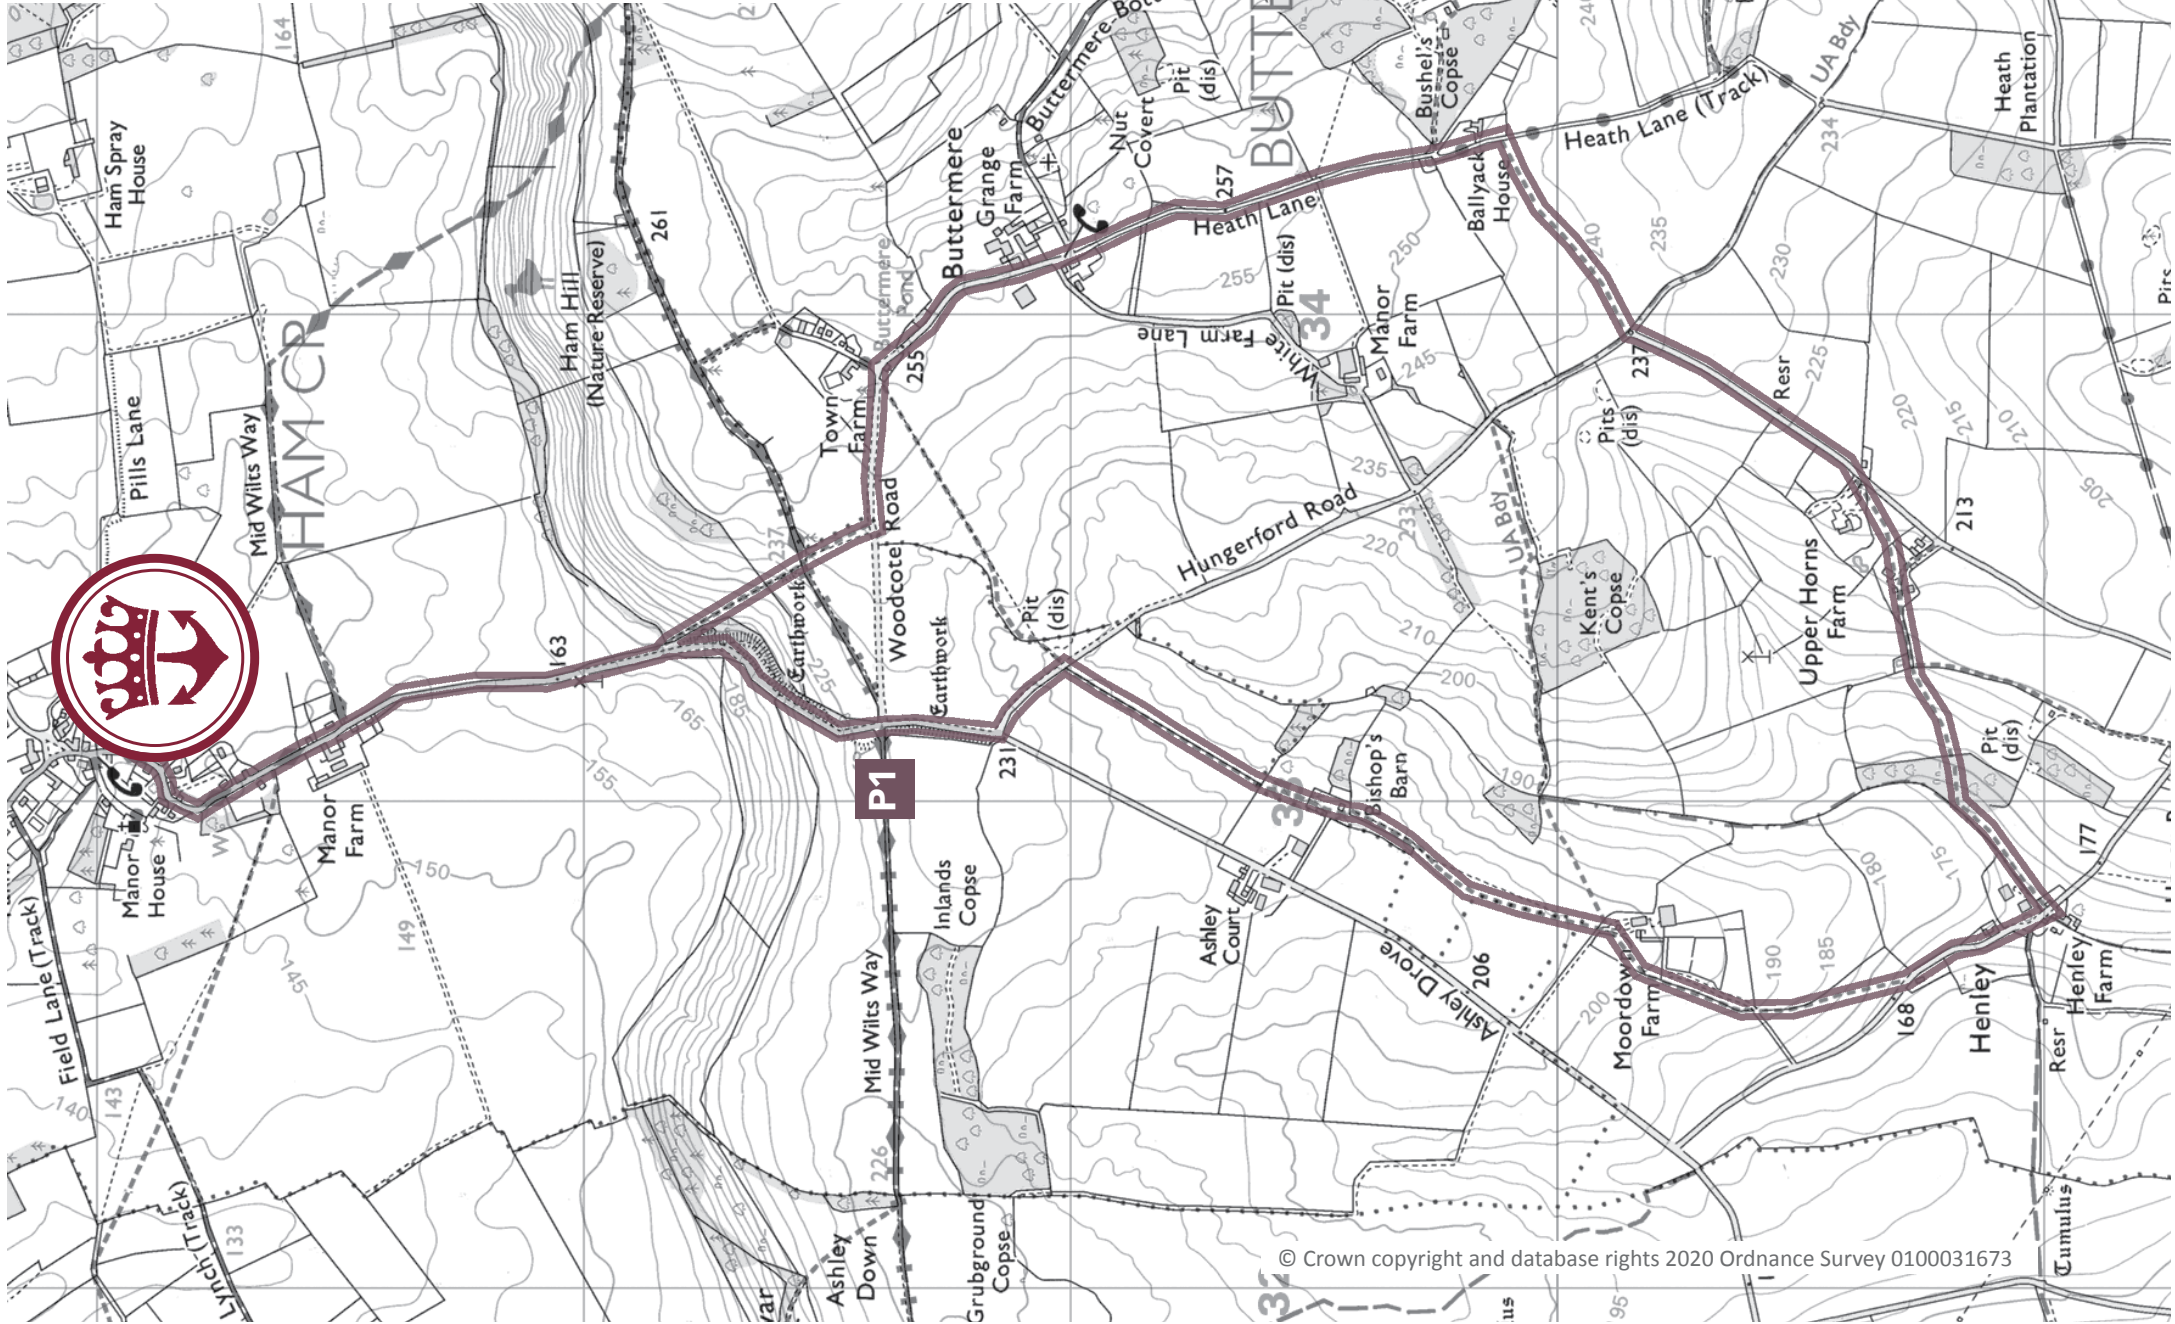 164
Ham Spray
House
HAM CP
Pills Lane
Mid Wilts Way
Manor
House
Manor
Farm
Field Lane (Track)
Lynch (Track)
143
133
140
145
149
150
155
163
165
185
225
237
Ham Hill
(Nature Reserve)
261
Earthwork
Woodcote Road
Earthwork
Town
Farm
Buttermere
Pond
255
Buttermere
Grange
Farm
Nut
Covert
Pit
(dis)
Heath Lane
257
34
Bushel's
Copse
Ballyack
House
Heath Lane (Track)
UA Bdy
234
Heath
Plantation
White Farm Lane
Pit (dis)
Manor
Farm
255
250
245
240
235
230
237
Pits
(dis)
Resr
225
220
215
210
205
213
Hungerford Road
235
233
220
210
200
190
UA Bdy
Kent's
Copse
Upper Horns
Farm
Pit
(dis)
231
P1
Mid Wilts Way
Inlands
Copse
226
Ashley
Down
Grubground
Copse
Ashley
Court
Bishop's
Barn
Ashley Drove
206
200
Moordown
Farm
190
185
180
175
168
177
Pit
(dis)
Henley
Henley
Farm
Resr
Tumulus
© Crown copyright and database rights 2020 Ordnance Survey 0100031673